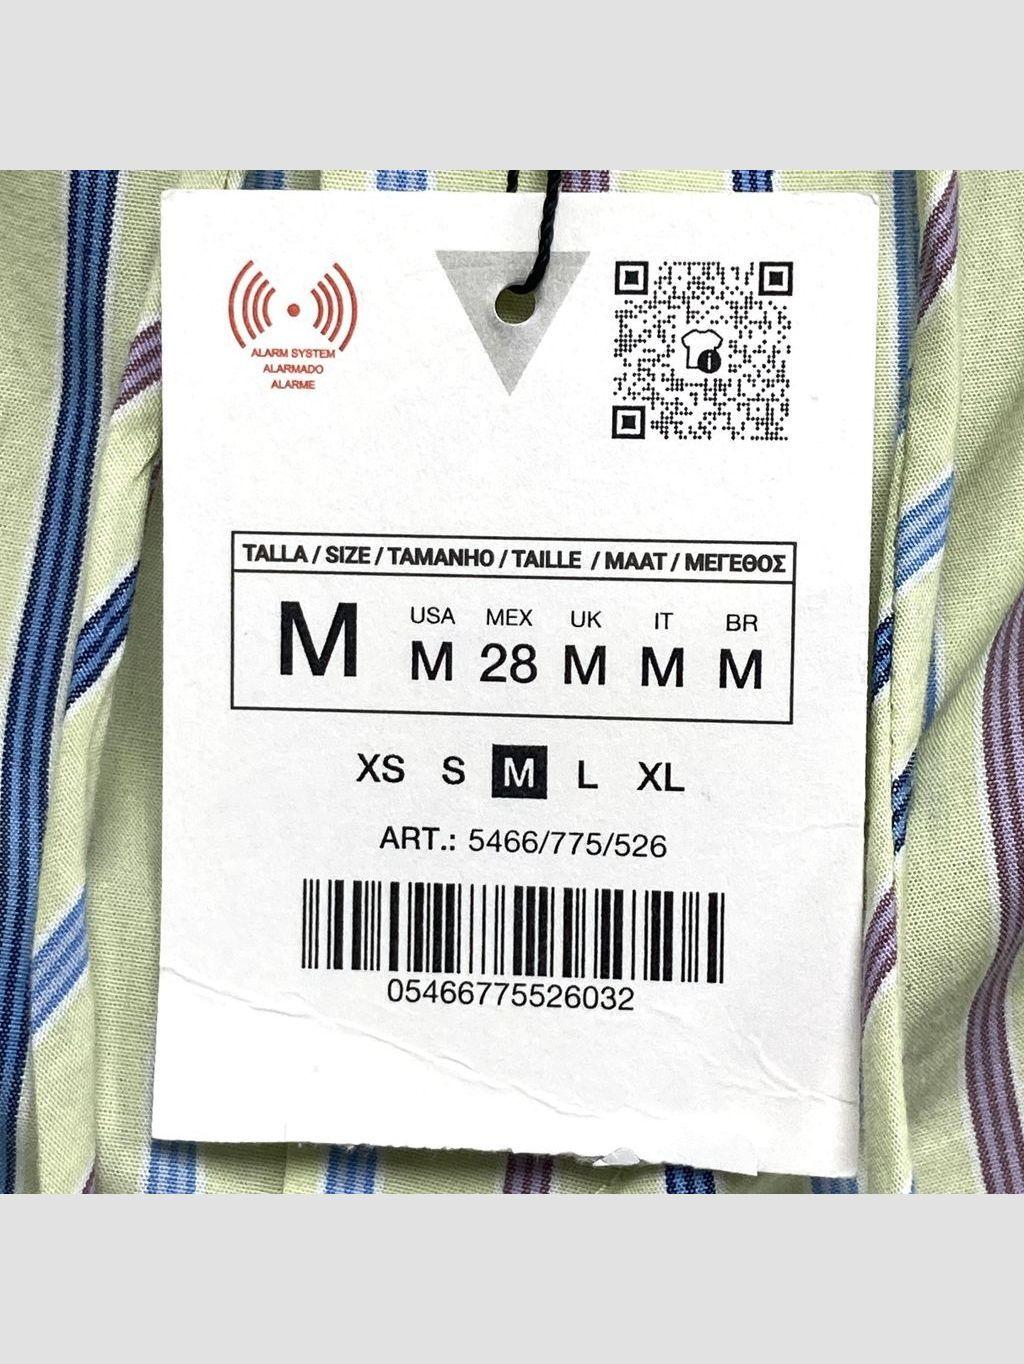 ALARM SYSTEM
ALARMADO
ALARME
TALLA / SIZE / TAMANHO / TAILLE / MAAT / ΜΕΓΕΘΟΣ
M
USA MEX UK IT BR
M 28 M M M
XS S M L XL
ART.: 5466/775/526
05466775526032